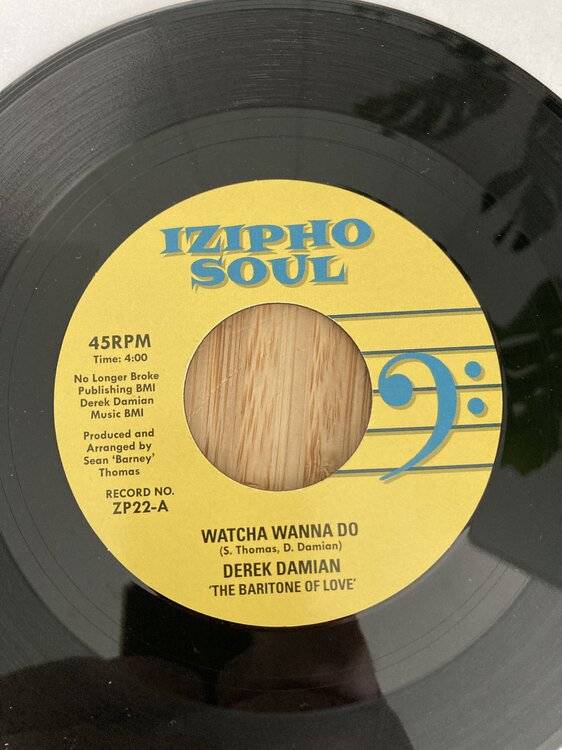 IZIPHO
SOUL
45RPM
Time: 4:00
No Longer Broke
Publishing BMI
Derek Damian
Music BMI
Produced and
Arranged by
Sean 'Barney'
Thomas
RECORD NO.
ZP22-A
WATCHA WANNA DO
(S. Thomas, D. Damian)
DEREK DAMIAN
'THE BARITONE OF LOVE'